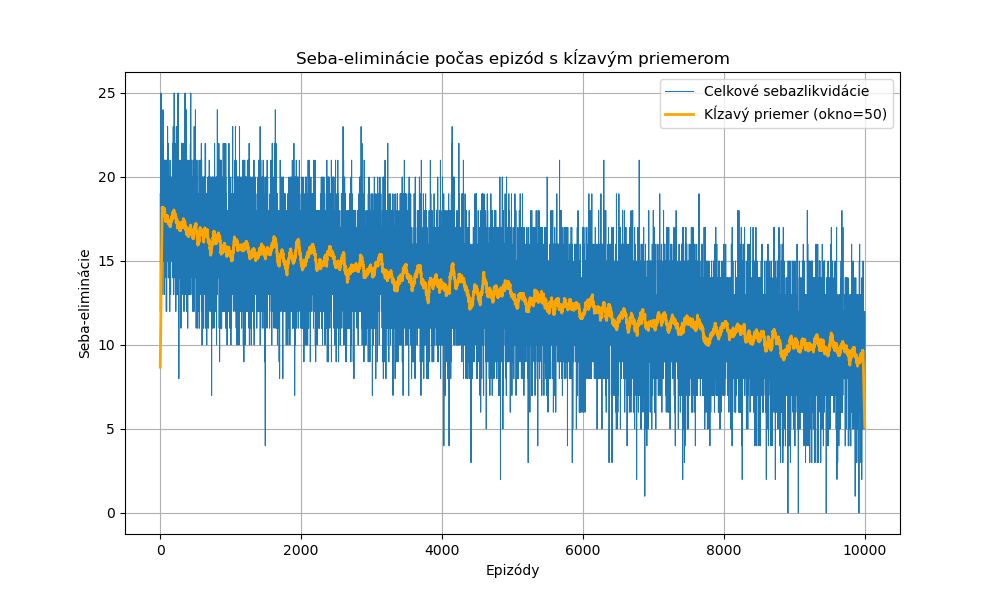 Seba-eliminácie počas epizód s kĺzavým priemerom
Celkové sebazlikvidácie
Kĺzavý priemer (okno=50)
Seba-eliminácie
25
20
15
10
5
0
0 2000 4000 6000 8000 10000
Epizódy